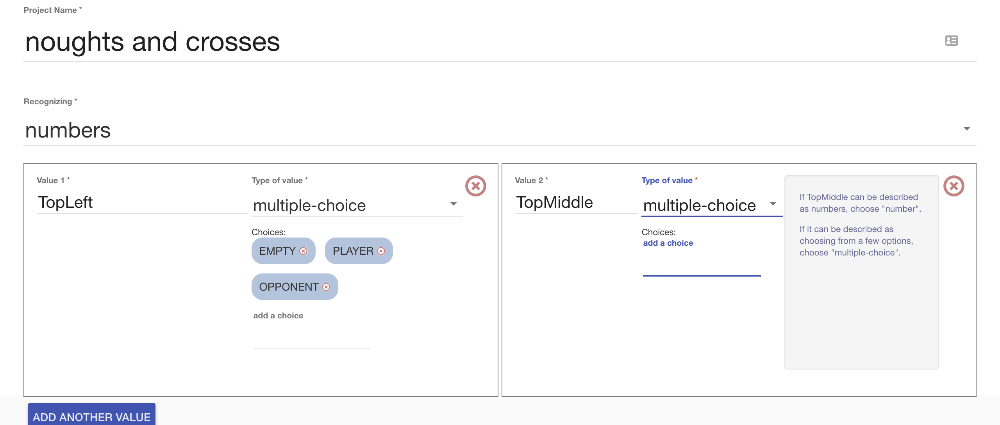 Project Name *
noughts and crosses
Recognizing *
numbers
Value 1 *
Type of value *
TopLeft
multiple-choice
Choices:
EMPTY
PLAYER
OPPONENT
add a choice
Value 2 *
Type of value *
TopMiddle
multiple-choice
Choices:
add a choice
If TopMiddle can be described
as numbers, choose "number".
If it can be described as
choosing from a few options,
choose "multiple-choice".
ADD ANOTHER VALUE